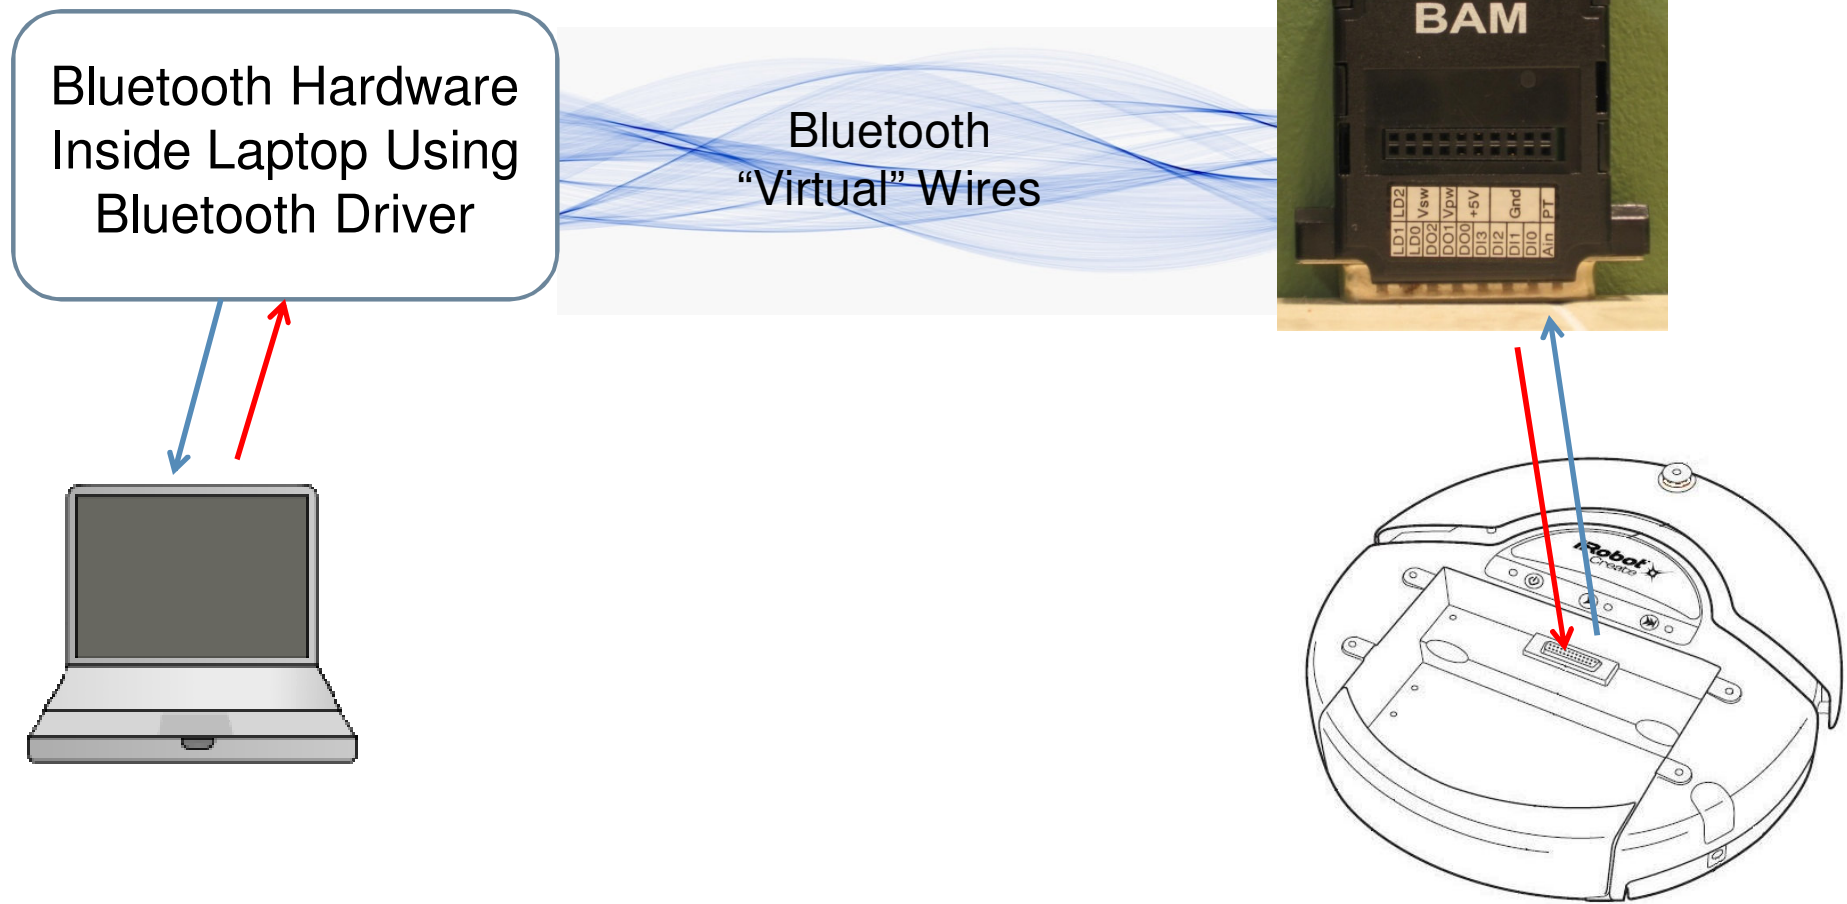 Bluetooth Hardware
Inside Laptop Using
Bluetooth Driver
Bluetooth
“Virtual” Wires
BAM
LD1 LD2
LD0 Vsw
DO2
DO1 Vpw
DO0 +5V
DI3
DI2
DI1 Gnd
DI0
Ain PT
iRobot
Create